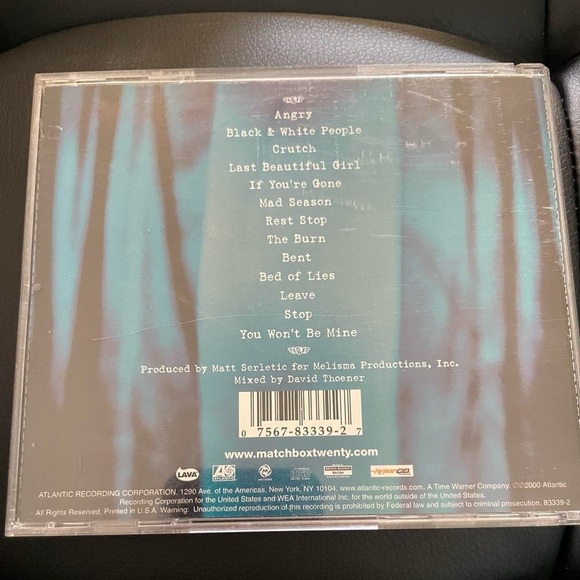 Angry
Black & White People
Crutch
Last Beautiful Girl
If You're Gone
Mad Season
Rest Stop
The Burn
Bent
Bed of Lies
Leave
Stop
You Won't Be Mine
Produced by Matt Serletic for Melisma Productions, Inc.
Mixed by David Thoener
0 7567-83339-2 7
www.matchboxtwenty.com
LAVA
ATLANTIC RECORDING CORPORATION, 1290 Ave. of the Americas, New York, NY 10104. www.atlantic-records.com. A Time Warner Company. ©℗2000 Atlantic
Recording Corporation for the United States and WEA International Inc. for the world outside of the United States.
All Rights Reserved. Printed in U.S.A. Warning: Unauthorized reproduction of this recording is prohibited by Federal law and subject to criminal prosecution. 83339-2